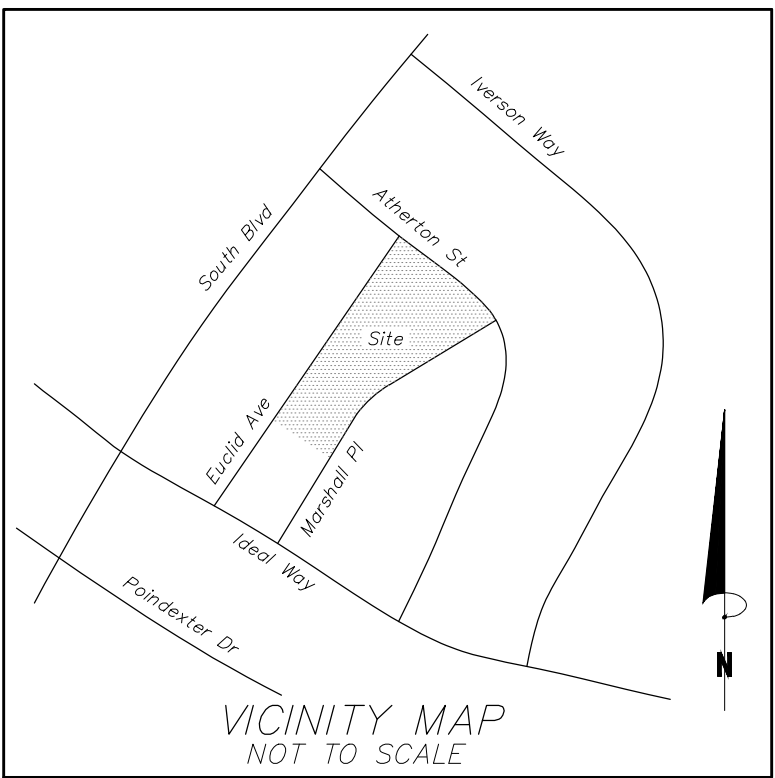 Iverson Way
Atherton St
South Blvd
Site
Euclid Ave
Marshall Pl
Ideal Way
Poindexter Dr
N
VICINITY MAP
NOT TO SCALE